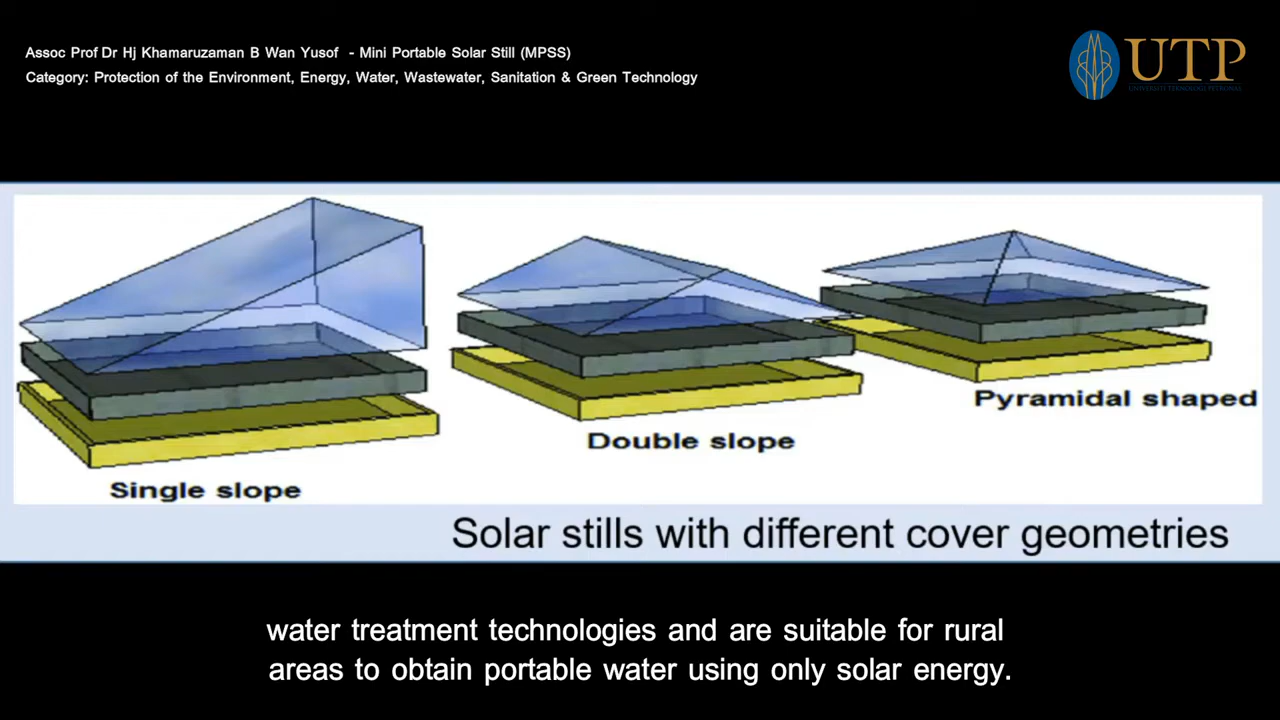 Assoc Prof Dr Hj Khamaruzaman B Wan Yusof - Mini Portable Solar Still (MPSS)
Category: Protection of the Environment, Energy, Water, Wastewater, Sanitation & Green Technology
UTP
UNIVERSITI TEKNOLOGI PETRONAS
Pyramidal shaped
Double slope
Single slope
Solar stills with different cover geometries
water treatment technologies and are suitable for rural
areas to obtain portable water using only solar energy.